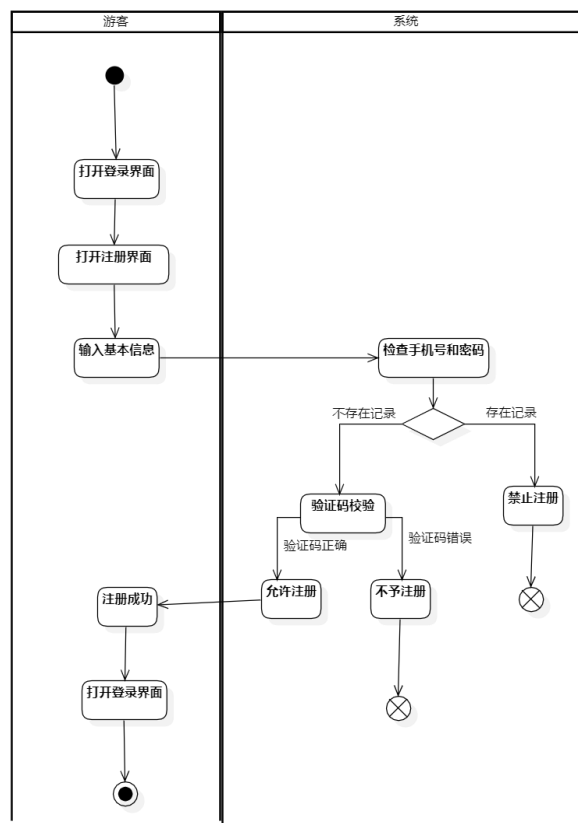 游客
系统
打开登录界面
打开注册界面
输入基本信息
检查手机号和密码
不存在记录
存在记录
验证码校验
禁止注册
验证码正确
验证码错误
注册成功
允许注册
不予注册
打开登录界面